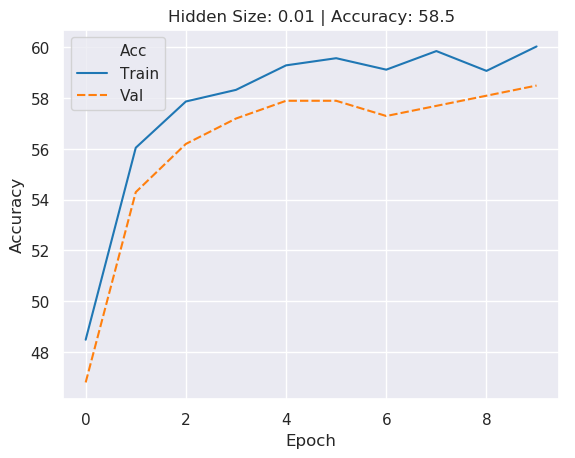 Hidden Size: 0.01 | Accuracy: 58.5
Acc
Train
Val
60
58
56
54
52
50
48
Accuracy
0 2 4 6 8
Epoch